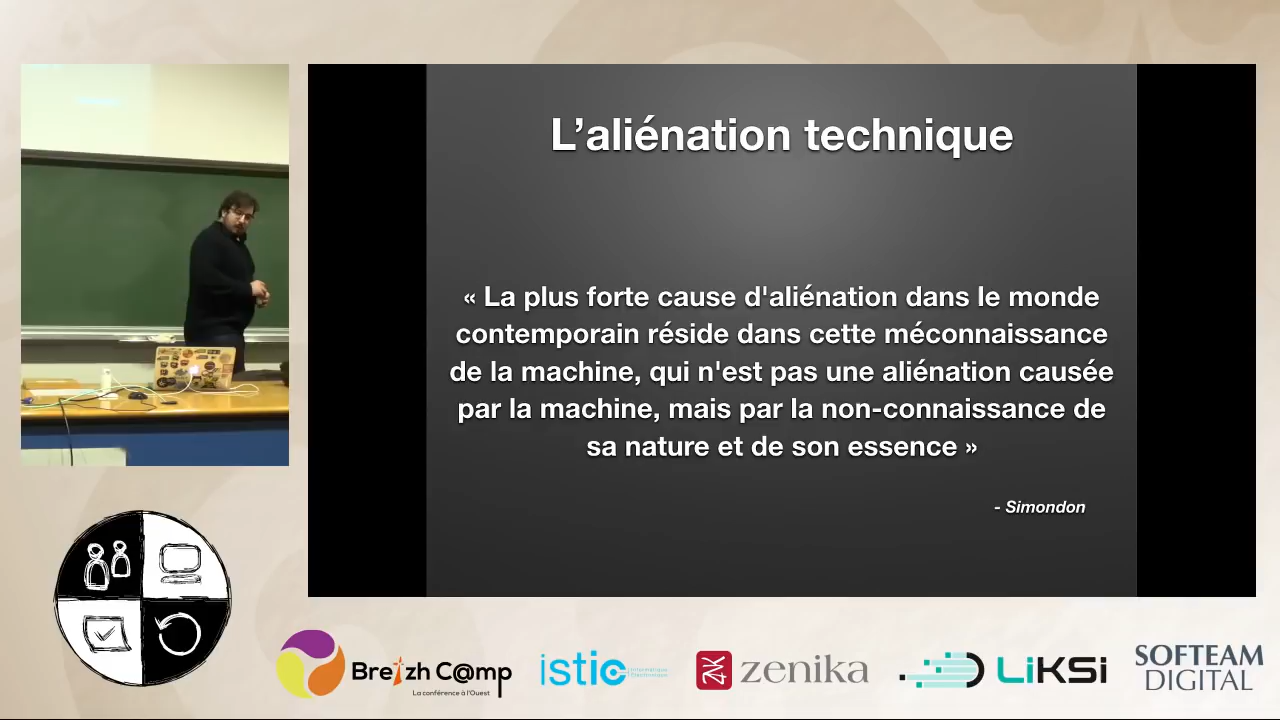 L’aliénation technique
« La plus forte cause d'aliénation dans le monde
contemporain réside dans cette méconnaissance
de la machine, qui n'est pas une aliénation causée
par la machine, mais par la non-connaissance de
sa nature et de son essence »
- Simondon
Breizh C@mp
La conférence à l'Ouest
istic
Informatique
Électronique
zenika
LiKSi
SOFTEAM
DIGITAL